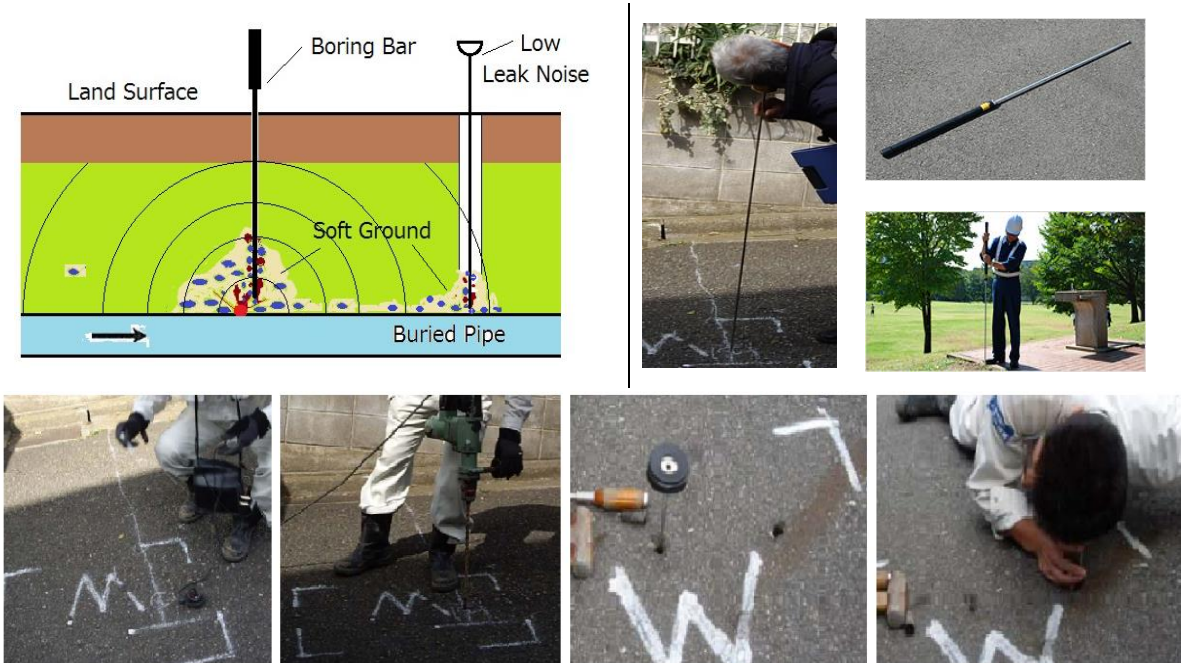 Boring Bar
Low
Leak Noise
Land Surface
Soft Ground
Buried Pipe
W
W
W
W
W